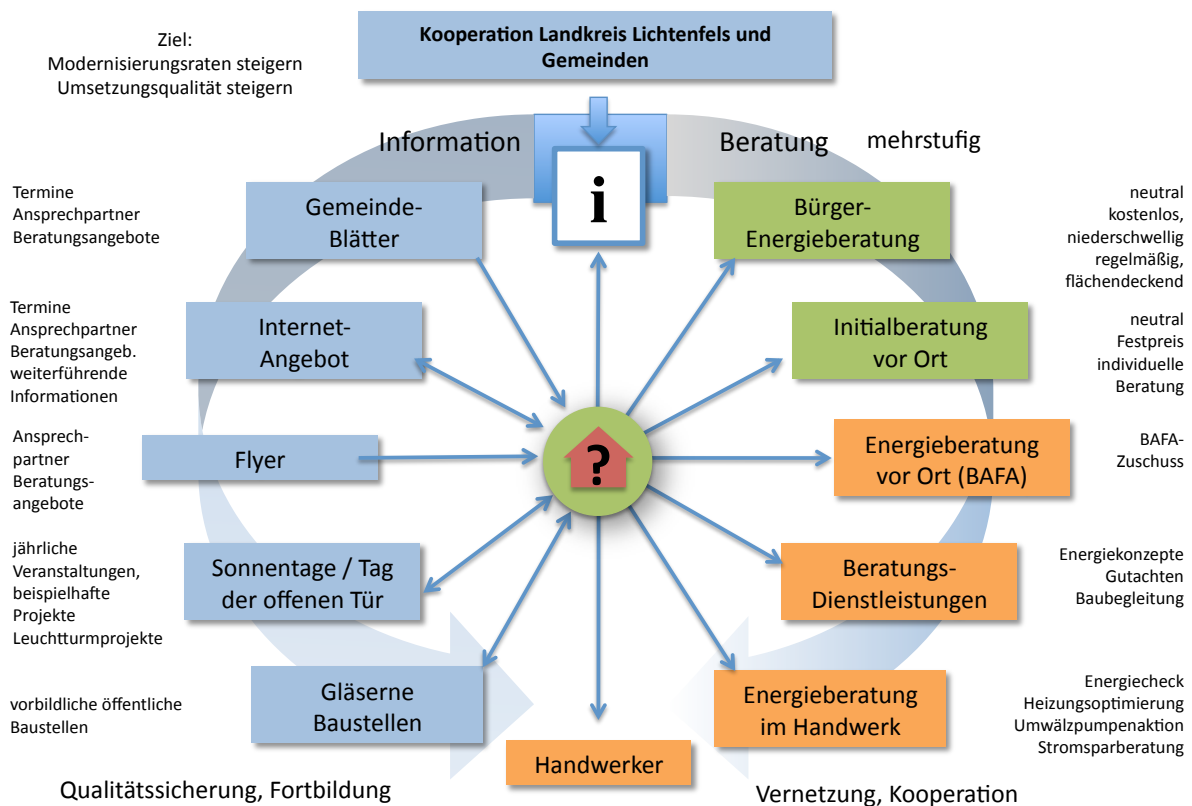 Ziel:
Modernisierungsraten steigern
Umsetzungsqualität steigern
Kooperation Landkreis Lichtenfels und
Gemeinden
Information
Beratung
mehrstufig
i
Termine
Ansprechpartner
Beratungsangebote
Gemeinde-
Blätter
Bürger-
Energieberatung
neutral
kostenlos,
niederschwellig
regelmäßig,
flächendeckend
Termine
Ansprechpartner
Beratungsangeb.
weiterführende
Informationen
Internet-
Angebot
Initialberatung
vor Ort
neutral
Festpreis
individuelle
Beratung
Ansprech-
partner
Beratungs-
angebote
Flyer
?
Energieberatung
vor Ort (BAFA)
BAFA-
Zuschuss
jährliche
Veranstaltungen,
beispielhafte
Projekte
Leuchtturmprojekte
Sonnentage / Tag
der offenen Tür
Beratungs-
Dienstleistungen
Energiekonzepte
Gutachten
Baubegleitung
vorbildliche öffentliche
Baustellen
Gläserne
Baustellen
Handwerker
Energieberatung
im Handwerk
Energiecheck
Heizungsoptimierung
Umwälzpumpenaktion
Stromsparberatung
Qualitätssicherung, Fortbildung
Vernetzung, Kooperation